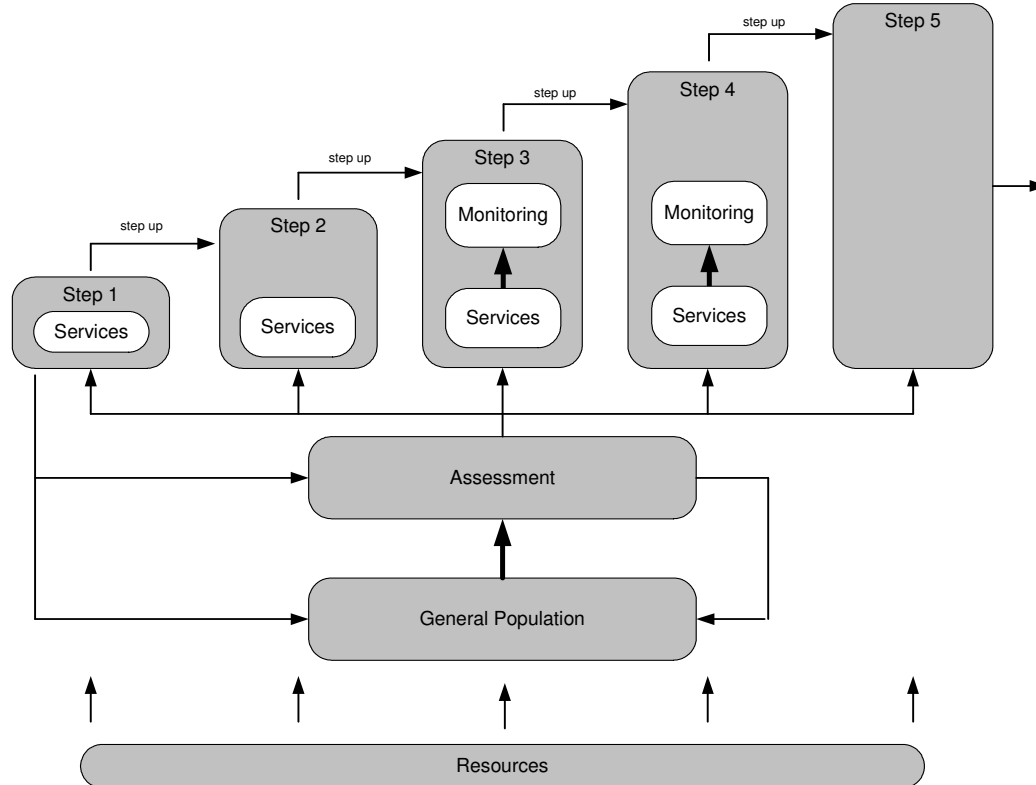 Step 5
step up
Step 4
step up
Step 3
step up
Monitoring
Monitoring
Step 2
step up
Step 1
Services
Services
Services
Services
Assessment
General Population
Resources